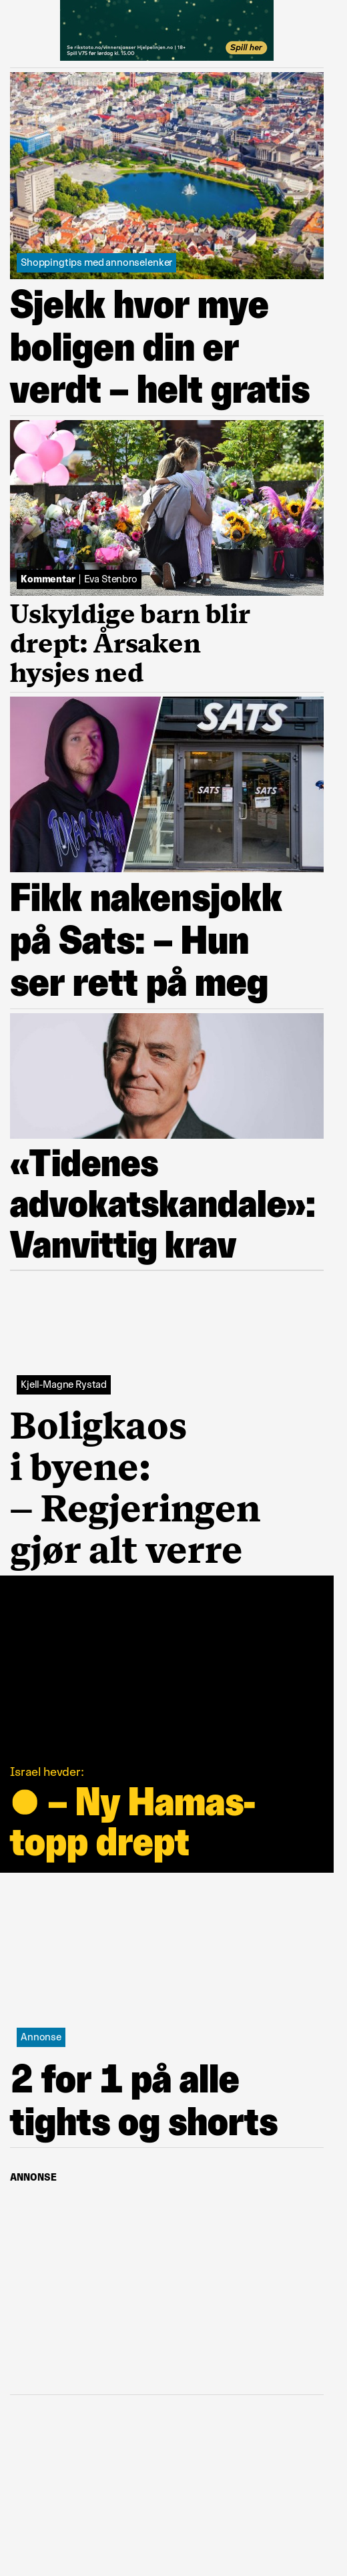 Se rikstoto.no/Vinnersjanser Hjelpelinjen.no | 18+
Spill V75 før lørdag kl. 15.00
Spill her
Shoppingtips med annonselenker
Sjekk hvor mye
boligen din er
verdt – helt gratis
Kommentar | Eva Stenbro
Uskyldige barn blir
drept: Årsaken
hysjes ned
SATS
SATS
SATS
Fikk nakensjokk
på Sats: – Hun
ser rett på meg
«Tidenes
advokatskandale»:
Vanvittig krav
Kjell-Magne Rystad
Boligkaos
i byene:
– Regjeringen
gjør alt verre
Israel hevder:
– Ny Hamas-
topp drept
Annonse
2 for 1 på alle
tights og shorts
ANNONSE